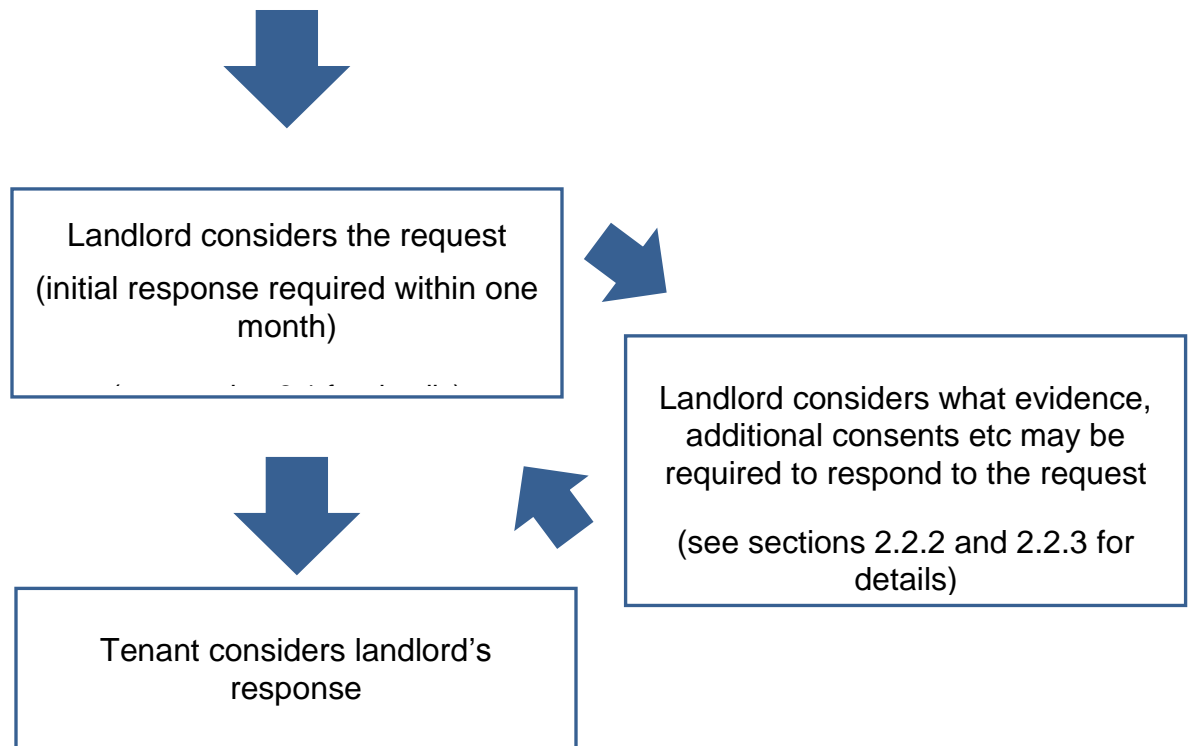 Landlord considers the request
(initial response required within one
month)
Landlord considers what evidence,
additional consents etc may be
required to respond to the request
(see sections 2.2.2 and 2.2.3 for
details)
Tenant considers landlord’s
response